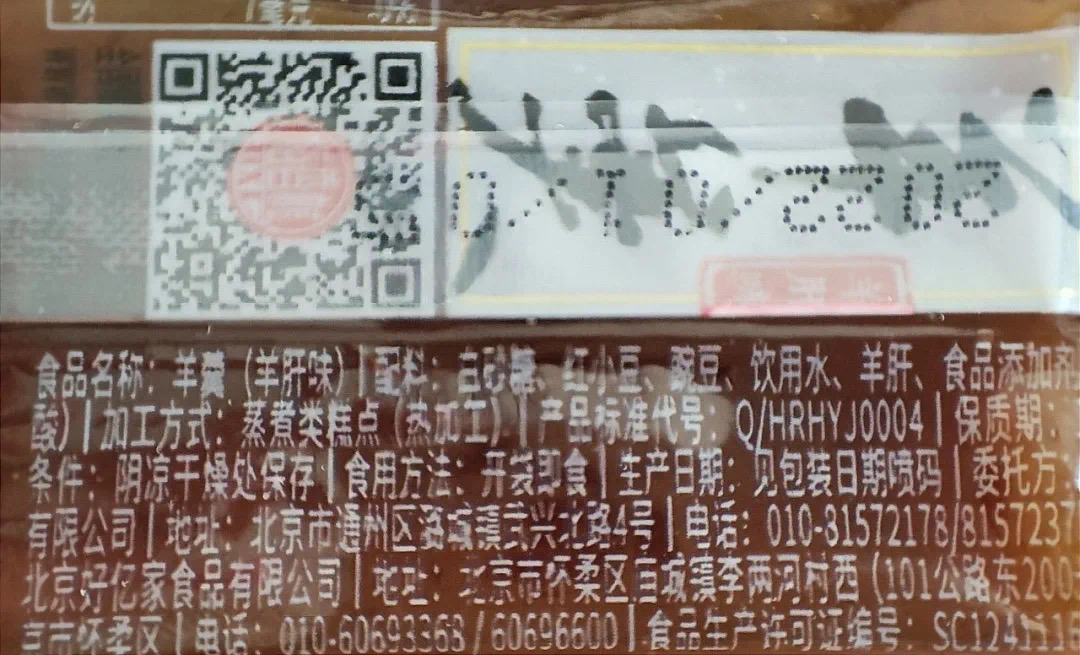 2022/01/0
食品名称：羊羹（羊肝味）|配料：白砂糖、红小豆、豌豆、饮用水、羊肝、食品添加剂
酸）|加工方式：蒸煮类糕点（热加工）|产品标准代号：Q/HRHYJ0004|保质期：
条件：阴凉干燥处保存|食用方法：开袋即食|生产日期：见包装日期喷码|委托方：
有限公司|地址：北京市通州区潞城镇武兴北路4号|电话：010-81572178/8157237
北京好亿家食品有限公司|地址：北京市怀柔区百城镇李两河村西（101公路东200
京市怀柔区|电话：010-60693368/60696600|食品生产许可证编号：SC12411116